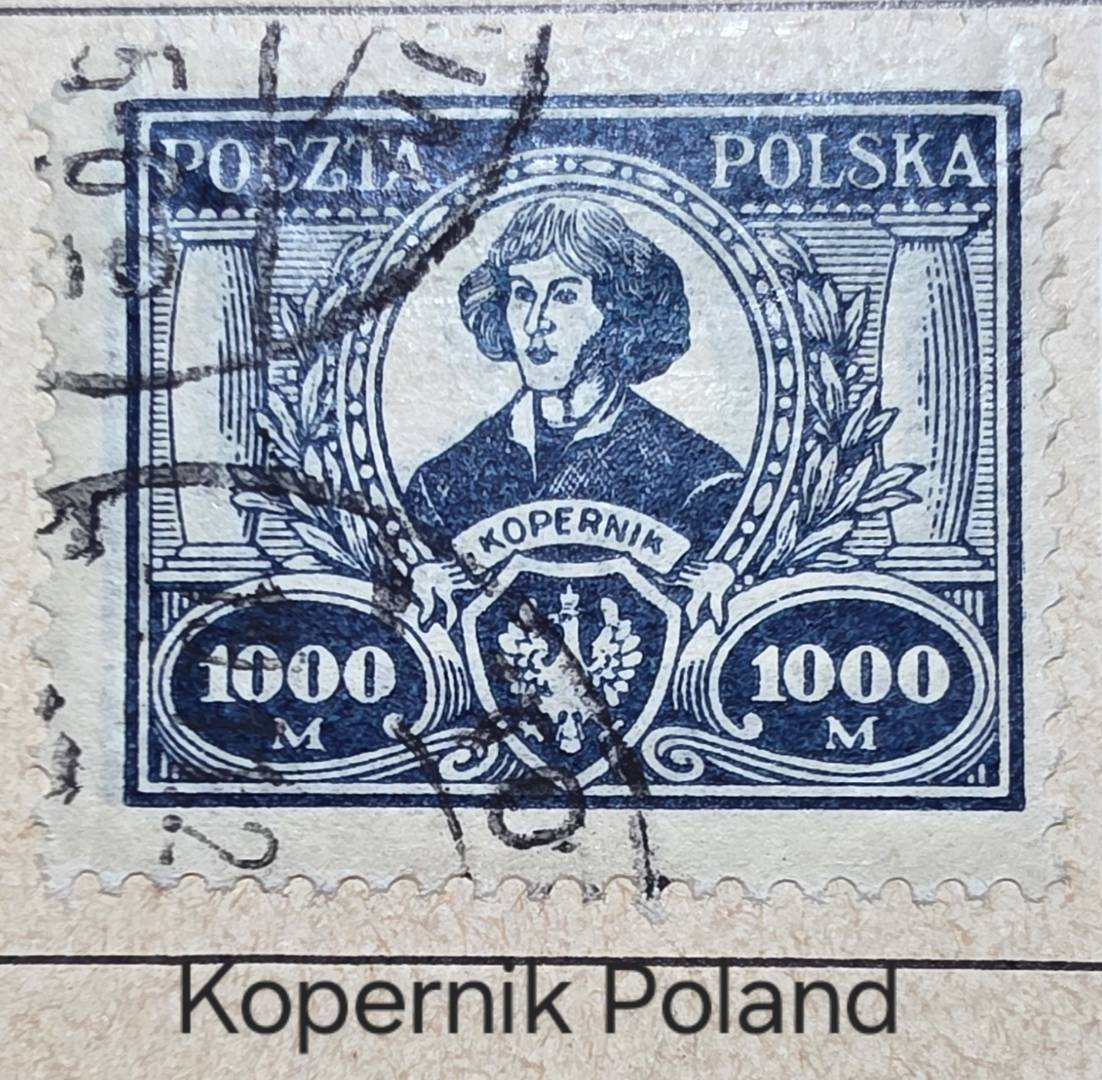 POCZTA POLSKA
KOPERNIK
1000 1000
M M
Kopernik Poland